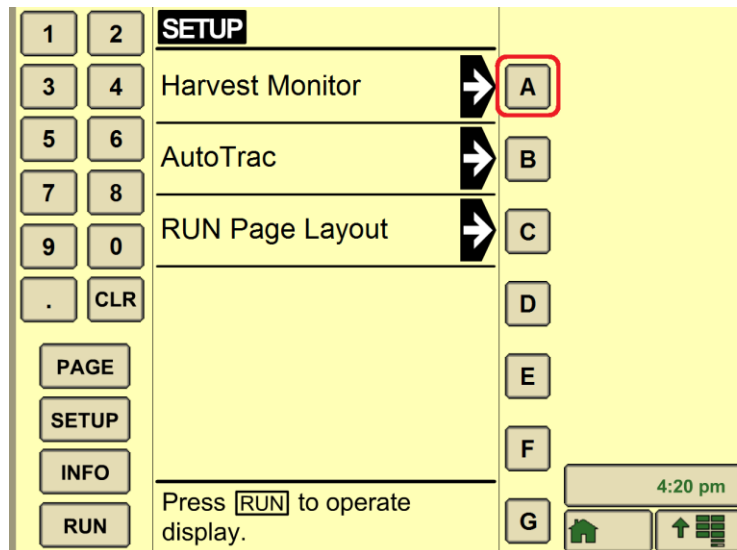 1 2
SETUP
3 4
Harvest Monitor
A
5 6
AutoTrac
B
7 8
RUN Page Layout
C
9 0
. CLR
D
PAGE
E
SETUP
F
INFO
4:20 pm
Press RUN to operate
display.
RUN
G